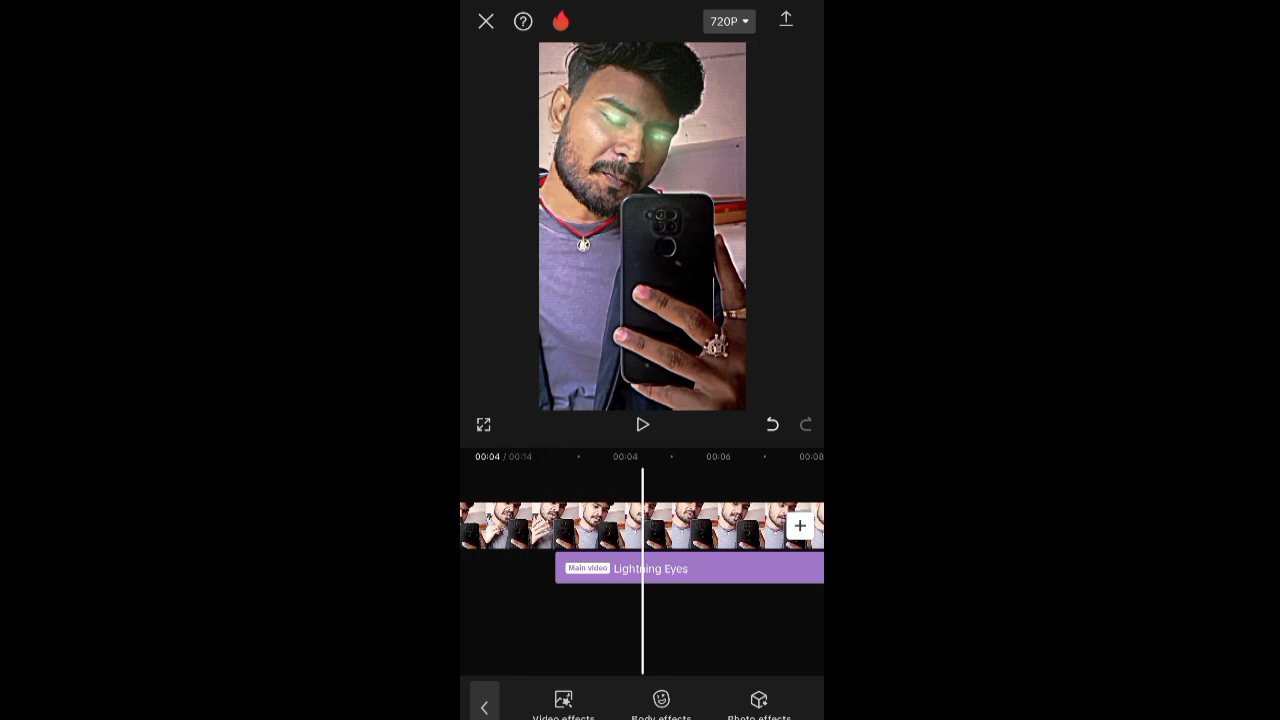 720P
00:04 / 00:14
00:04
00:06
00:08
Main video Lightning Eyes
Video effects
Body effects
Photo effects